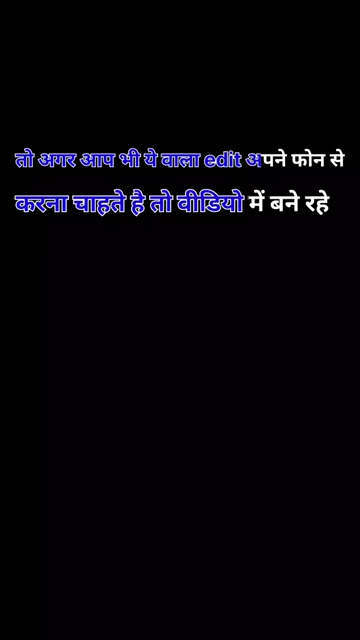 तो अगर आप भी ये वाला edit अपने फोन से
करना चाहते है तो वीडियो में बने रहे